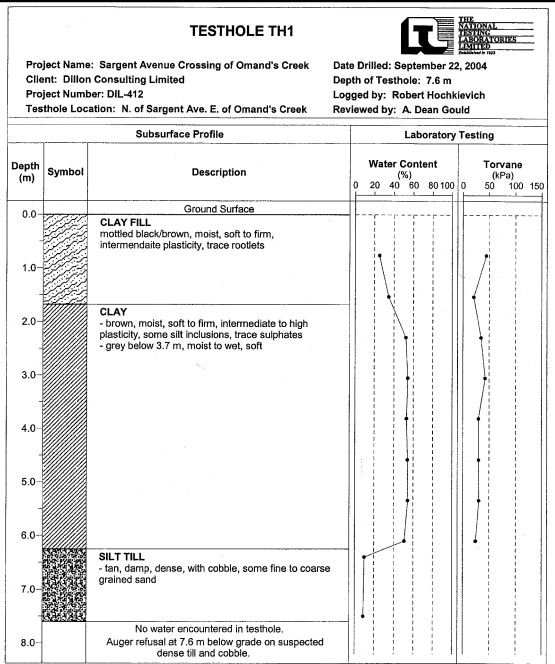 TESTHOLE TH1
THE
NATIONAL
TESTING
LABORATORIES
LIMITED
Established in 1923
Project Name: Sargent Avenue Crossing of Omand's Creek
Client: Dillon Consulting Limited
Project Number: DIL-412
Testhole Location: N. of Sargent Ave. E. of Omand's Creek
Date Drilled: September 22, 2004
Depth of Testhole: 7.6 m
Logged by: Robert Hochkievich
Reviewed by: A. Dean Gould
Subsurface Profile
Laboratory Testing
Depth
(m)
Symbol
Description
Water Content
(%)
0 20 40 60 80 100
Torvane
(kPa)
0 50 100 150
Ground Surface
0.0
CLAY FILL
mottled black/brown, moist, soft to firm,
intermendaite plasticity, trace rootlets
1.0
CLAY
- brown, moist, soft to firm, intermediate to high
plasticity, some silt inclusions, trace sulphates
- grey below 3.7 m, moist to wet, soft
2.0
3.0
4.0
5.0
6.0
SILT TILL
- tan, damp, dense, with cobble, some fine to coarse
grained sand
7.0
No water encountered in testhole.
Auger refusal at 7.6 m below grade on suspected
dense till and cobble.
8.0